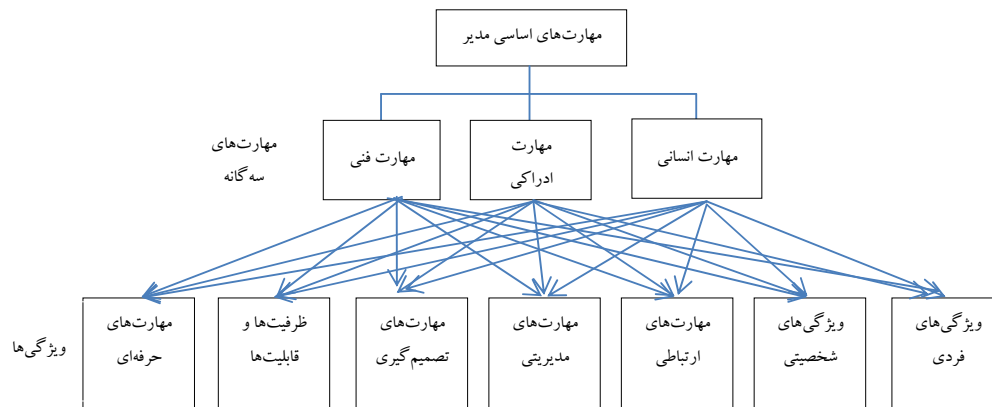 مهارت‌های اساسی مدیر
مهارت انسانی
مهارت
ادراکی
مهارت فنی
مهارت‌های
سه‌گانه
ویژگی‌های
فردی
ویژگی‌های
شخصیتی
مهارت‌های
ارتباطی
مهارت‌های
مدیریتی
مهارت‌های
تصمیم‌گیری
ظرفیت‌ها و
قابلیت‌ها
مهارت‌های
حرفه‌ای
ویژگی‌ها